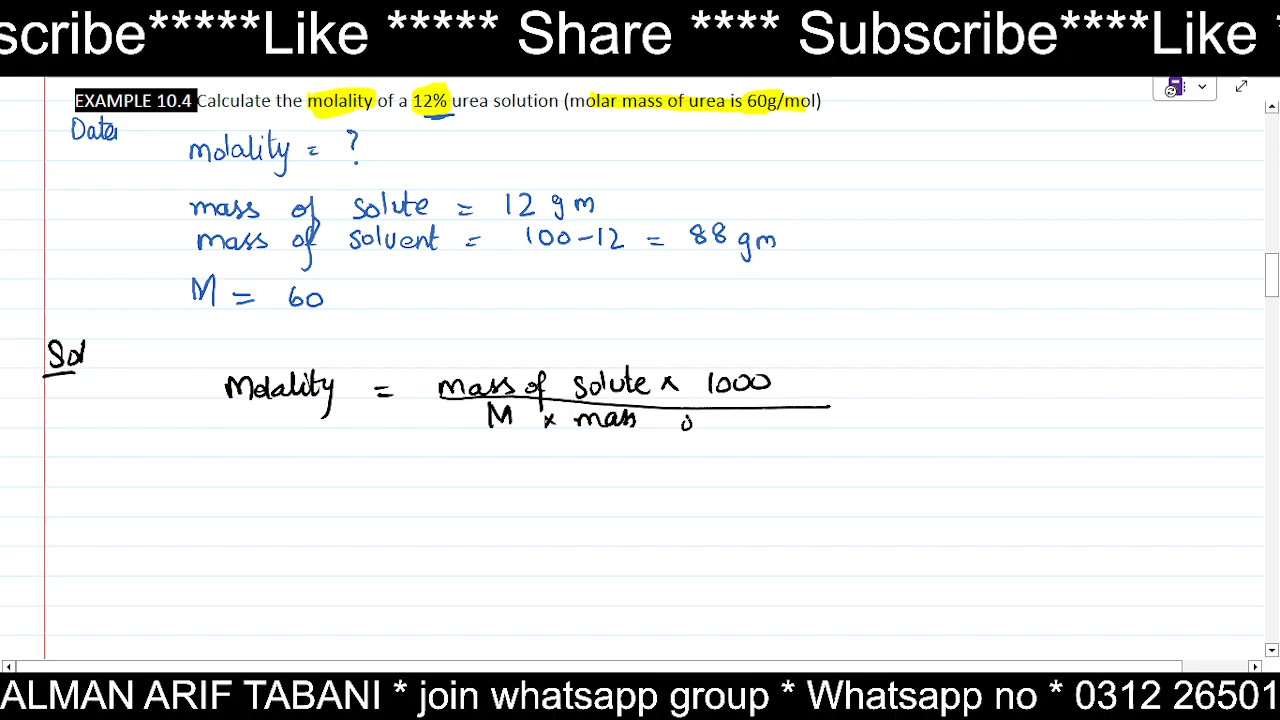 scribe*****Like ***** Share **** Subscribe****Like
EXAMPLE 10.4 Calculate the molality of a 12% urea solution (molar mass of urea is 60g/mol)
Data
molality = ?
mass of solute = 12 gm
mass of solvent = 100-12 = 88 gm
M = 60
Sol
Molality = mass of solute × 1000
M × mass o
ALMAN ARIF TABANI * join whatsapp group * Whatsapp no * 0312 26501